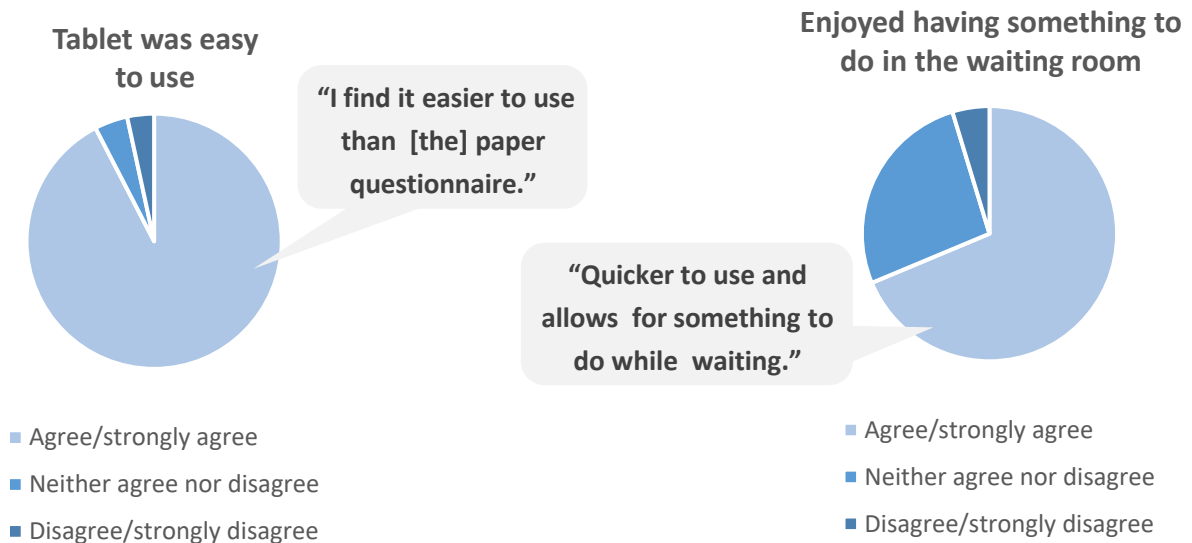 Tablet was easy
to use
“I find it easier to use
than [the] paper
questionnaire.”
Agree/strongly agree
Neither agree nor disagree
Disagree/strongly disagree
Enjoyed having something to
do in the waiting room
“Quicker to use and
allows for something to
do while waiting.”
Agree/strongly agree
Neither agree nor disagree
Disagree/strongly disagree